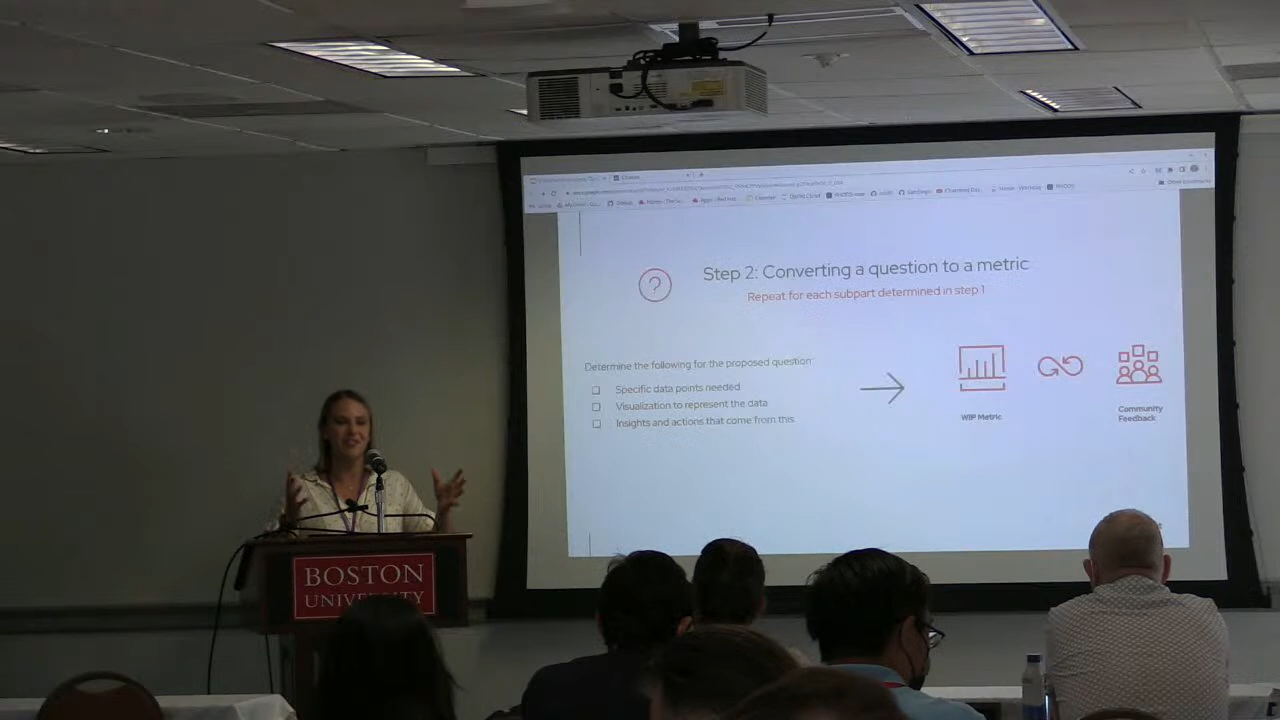 Step 2: Converting a question to a metric
Repeat for each subpart determined in step 1
Determine the following for the proposed question:
Specific data points needed
Visualization to represent the data
Insights and actions that come from this
WIP Metric
Community
Feedback
BOSTON
UNIVERSITY